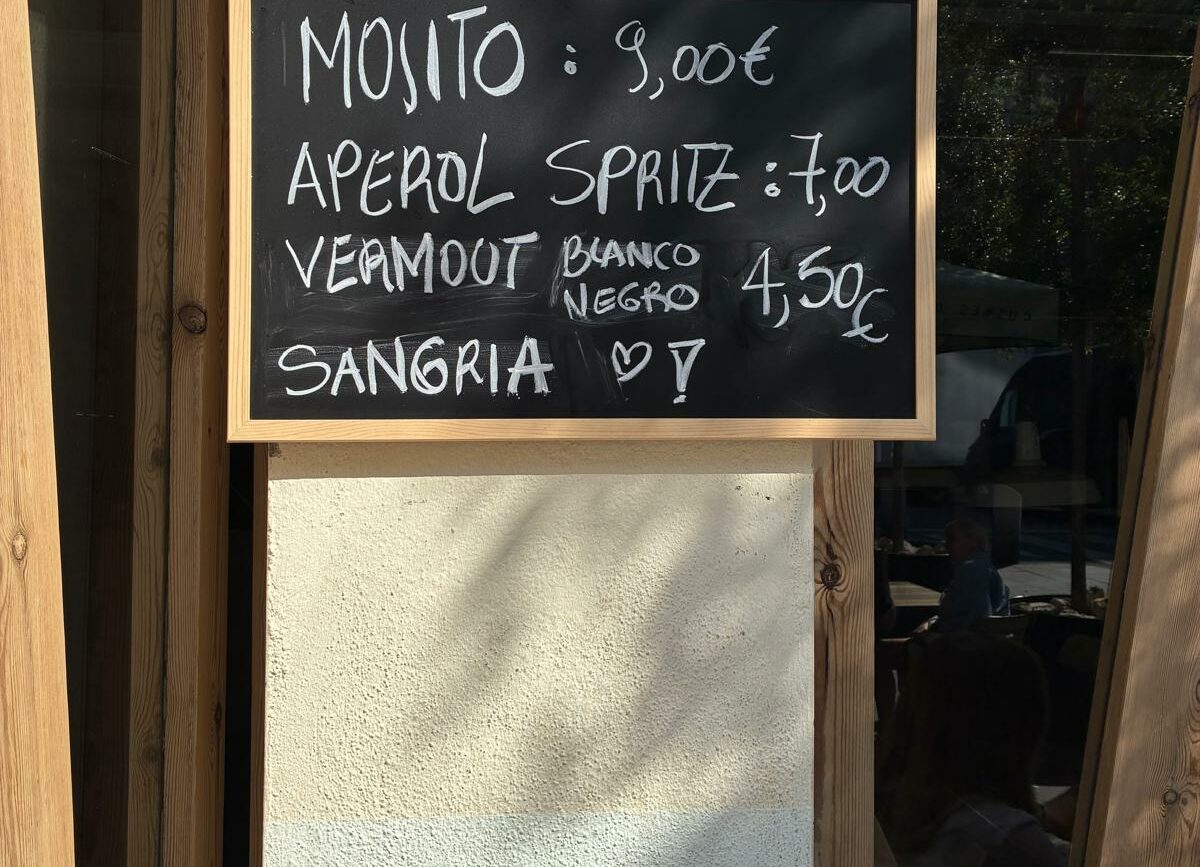 MOJITO : 9,00€
APEROL SPRITZ : 7,00
VERMOUT BLANCO NEGRO 4,50€
SANGRIA ♡ !